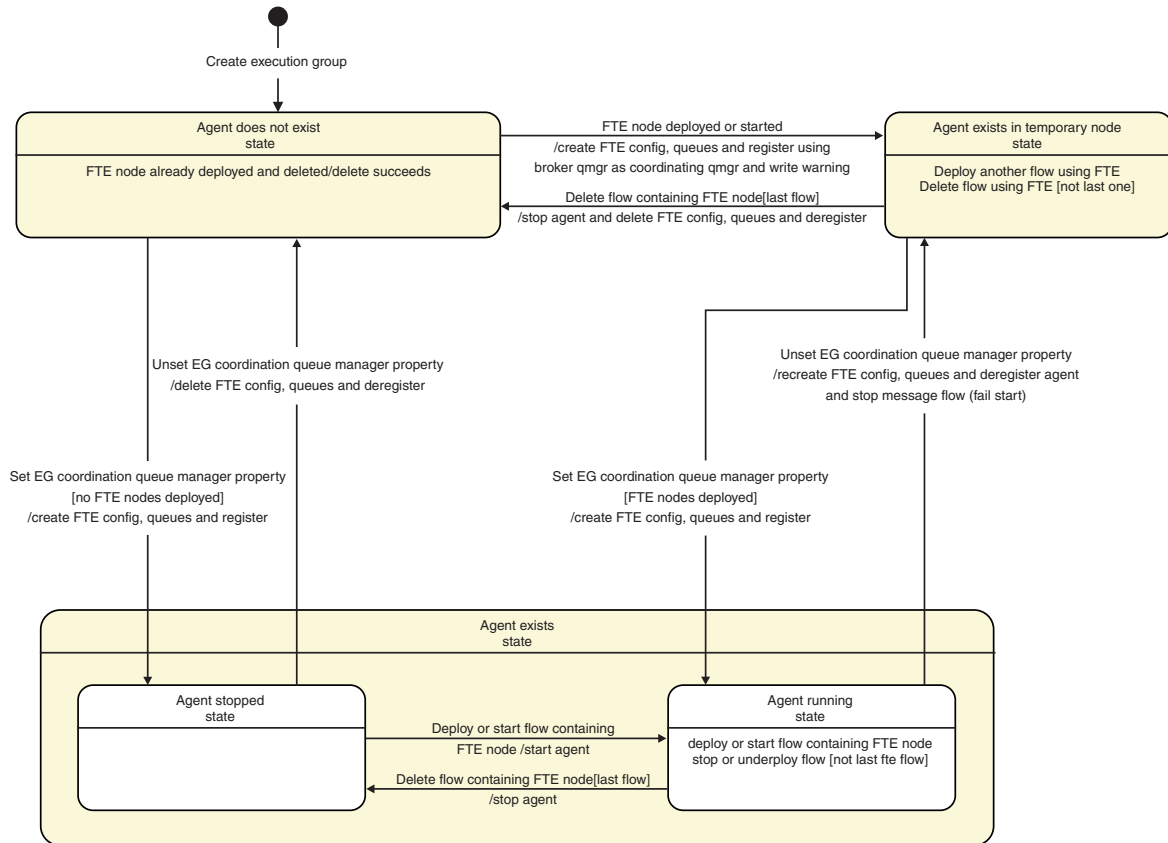 Create execution group
Agent does not exist
state
FTE node already deployed and deleted/delete succeeds
FTE node deployed or started
/create FTE config, queues and register using
broker qmgr as coordinating qmgr and write warning
Delete flow containing FTE node[last flow]
/stop agent and delete FTE config, queues and deregister
Agent exists in temporary node
state
Deploy another flow using FTE
Delete flow using FTE [not last one]
Unset EG coordination queue manager property
/delete FTE config, queues and deregister
Unset EG coordination queue manager property
/recreate FTE config, queues and deregister agent
and stop message flow (fail start)
Set EG coordination queue manager property
[no FTE nodes deployed]
/create FTE config, queues and register
Set EG coordination queue manager property
[FTE nodes deployed]
/create FTE config, queues and register
Agent exists
state
Agent stopped
state
Deploy or start flow containing
FTE node /start agent
Delete flow containing FTE node[last flow]
/stop agent
Agent running
state
deploy or start flow containing FTE node
stop or underploy flow [not last fte flow]